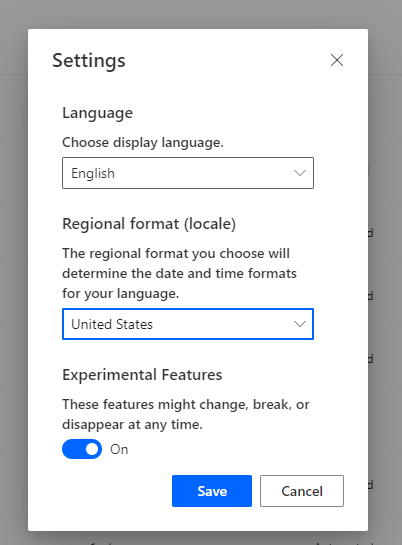 Settings
Language
Choose display language.
English
Regional format (locale)
The regional format you choose will
determine the date and time formats
for your language.
United States
Experimental Features
These features might change, break, or
disappear at any time.
On
Save
Cancel